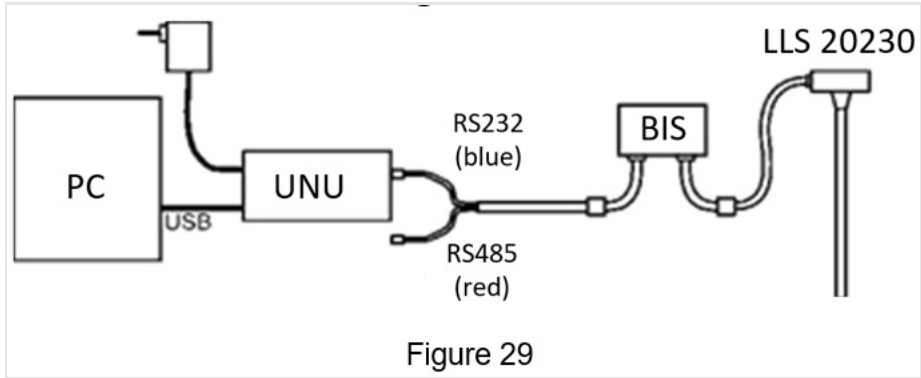 LLS 20230
RS232
(blue)
BIS
PC
UNU
USB
RS485
(red)
Figure 29